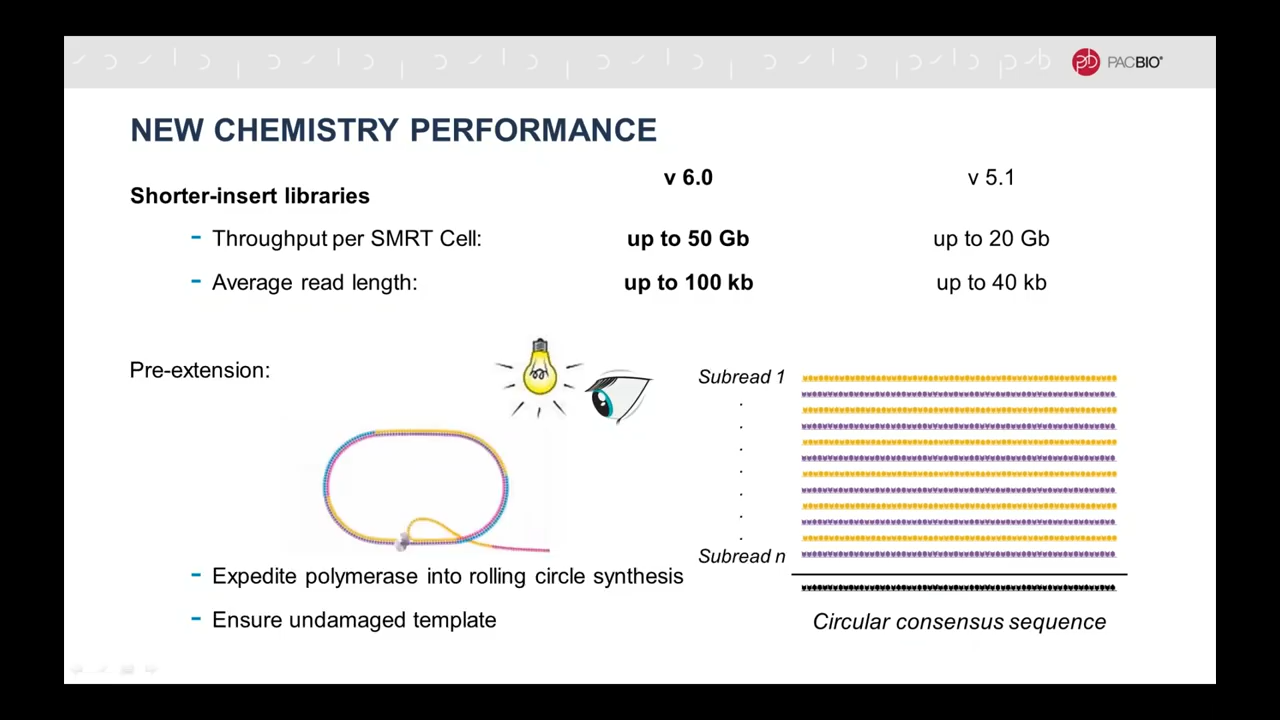 PACBIO®
NEW CHEMISTRY PERFORMANCE
v 6.0
v 5.1
Shorter-insert libraries
- Throughput per SMRT Cell: up to 50 Gb up to 20 Gb
- Average read length: up to 100 kb up to 40 kb
Pre-extension:
Subread 1
.
.
.
.
.
.
.
Subread n
- Expedite polymerase into rolling circle synthesis
- Ensure undamaged template
Circular consensus sequence